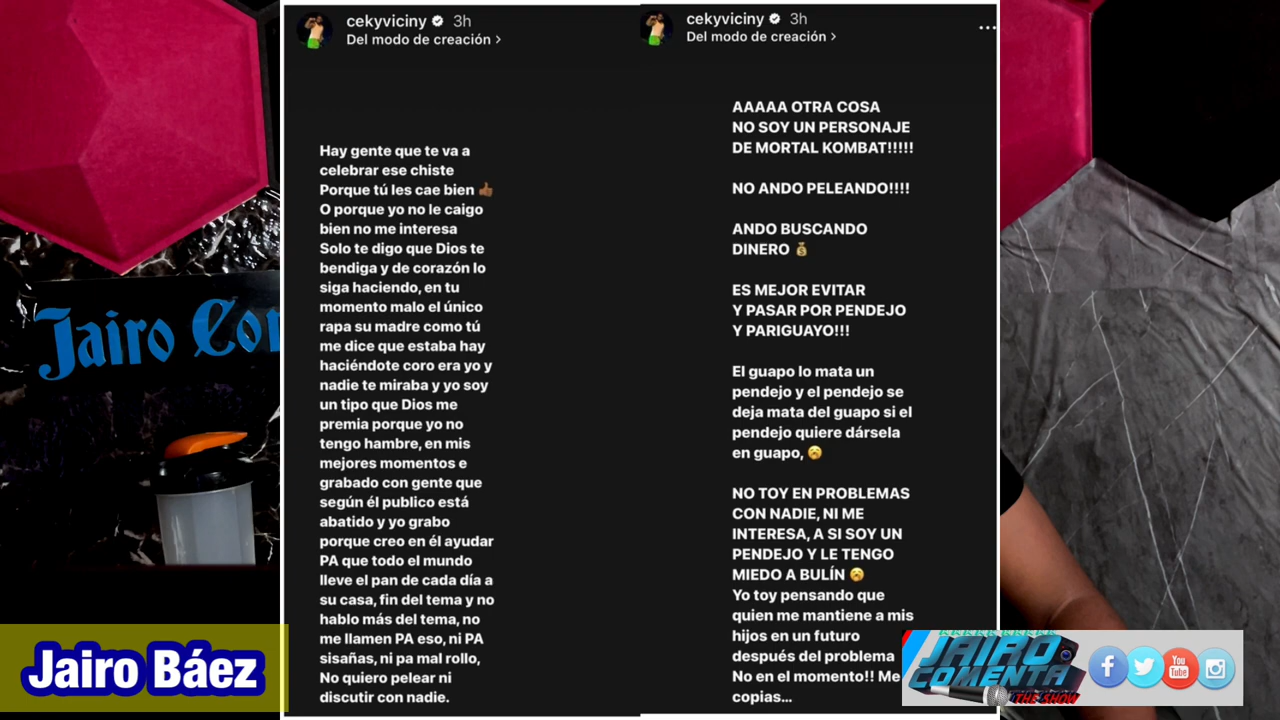 cekyviciny 3h
Del modo de creación >
Hay gente que te va a
celebrar ese chiste
Porque tú les cae bien 👍🏾
O porque yo no le caigo
bien no me interesa
Solo te digo que Dios te
bendiga y de corazón lo
siga haciendo, en tu
momento malo el único
rapa su madre como tú
me dice que estaba hay
haciéndote coro era yo y
nadie te miraba y yo soy
un tipo que Dios me
premia porque yo no
tengo hambre, en mis
mejores momentos e
grabado con gente que
según él publico está
abatido y yo grabo
porque creo en él ayudar
PA que todo el mundo
lleve el pan de cada día a
su casa, fin del tema y no
hablo más del tema, no
me llamen PA eso, ni PA
sisañas, ni pa mal rollo,
No quiero pelear ni
discutir con nadie.
cekyviciny 3h
Del modo de creación >
AAAAA OTRA COSA
NO SOY UN PERSONAJE
DE MORTAL KOMBAT!!!!!
NO ANDO PELEANDO!!!!
ANDO BUSCANDO
DINERO 💰
ES MEJOR EVITAR
Y PASAR POR PENDEJO
Y PARIGUAYO!!!
El guapo lo mata un
pendejo y el pendejo se
deja mata del guapo si el
pendejo quiere dársela
en guapo, 🥱
NO TOY EN PROBLEMAS
CON NADIE, NI ME
INTERESA, A SI SOY UN
PENDEJO Y LE TENGO
MIEDO A BULÍN 🥱
Yo toy pensando que
quien me mantiene a mis
hijos en un futuro
después del problema
No en el momento!! Me
copias...
Jairo Co
Jairo Báez
JAIRO
COMENTA
THE SHOW
You
Tube